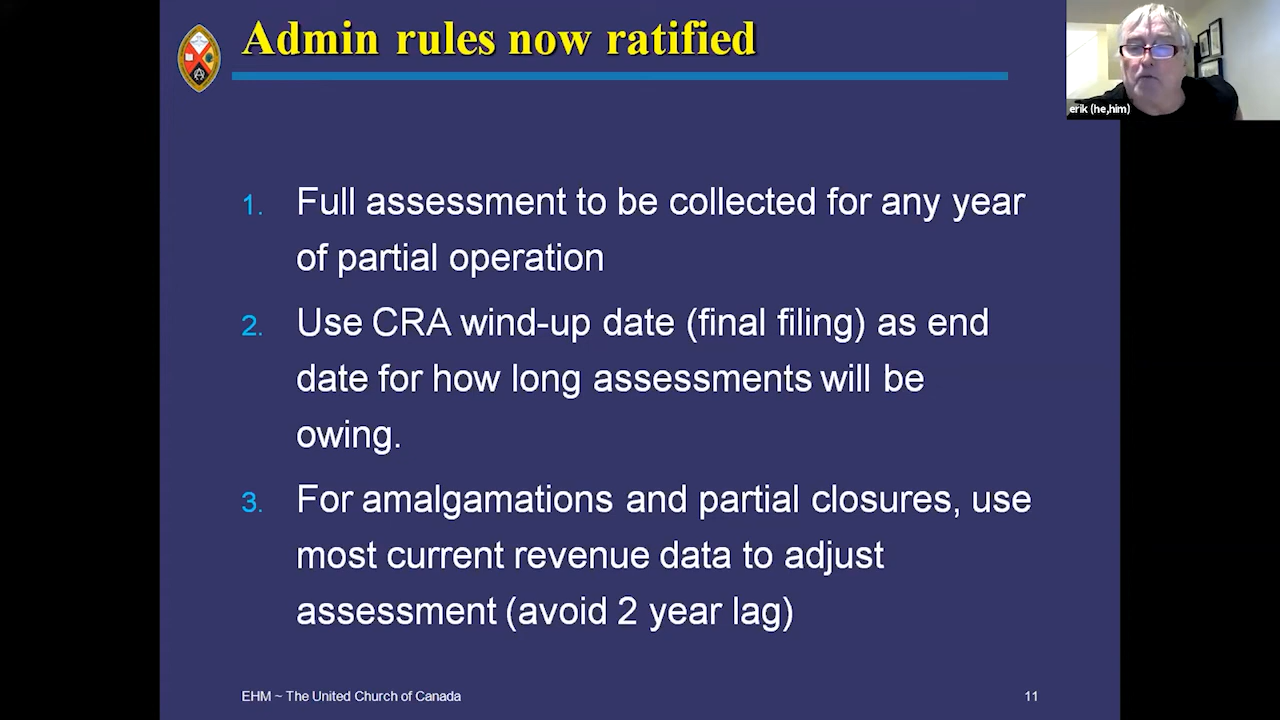 Admin rules now ratified
erik (he,him)
1. Full assessment to be collected for any year
of partial operation
2. Use CRA wind-up date (final filing) as end
date for how long assessments will be
owing.
3. For amalgamations and partial closures, use
most current revenue data to adjust
assessment (avoid 2 year lag)
EHM ~ The United Church of Canada
11